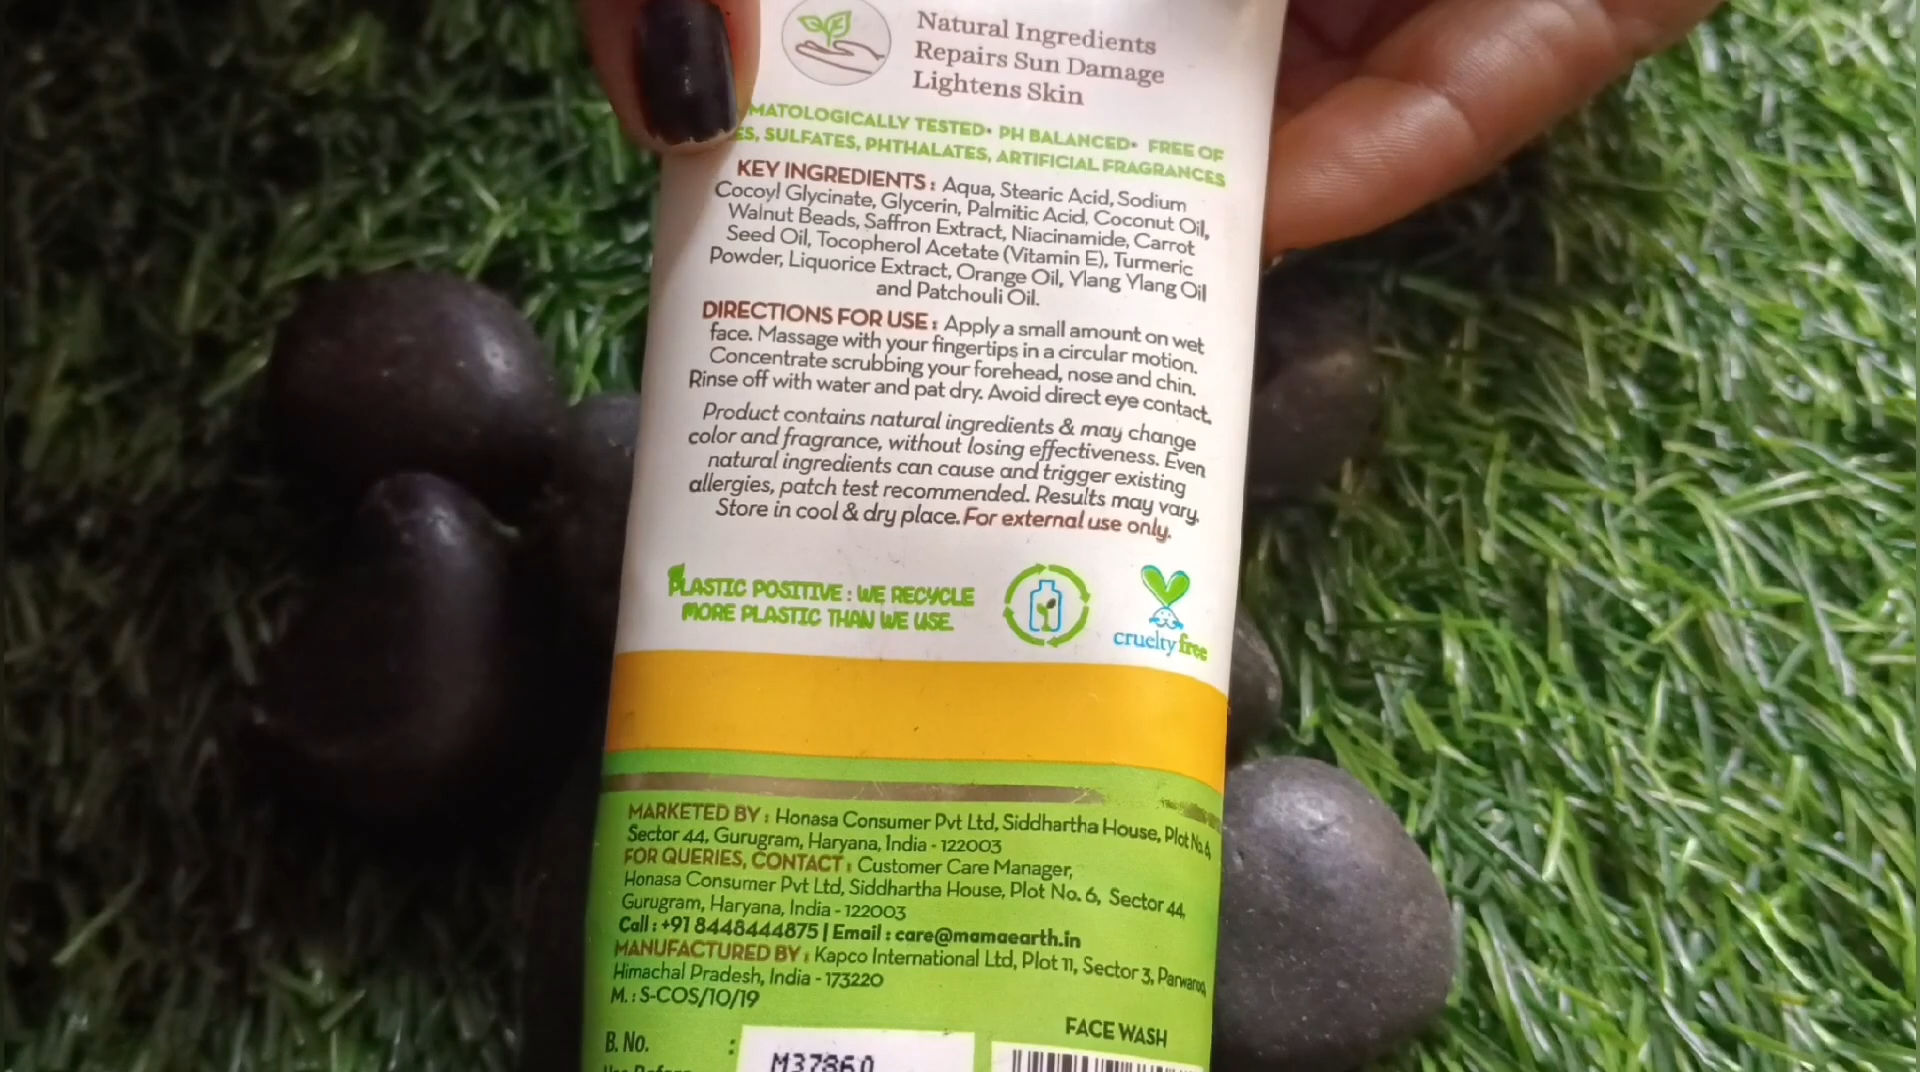 Natural Ingredients
Repairs Sun Damage
Lightens Skin
MATOLOGICALLY TESTED• PH BALANCED• FREE OF
ES, SULFATES, PHTHALATES, ARTIFICIAL FRAGRANCES
KEY INGREDIENTS : Aqua, Stearic Acid, Sodium
Cocoyl Glycinate, Glycerin, Palmitic Acid, Coconut Oil,
Walnut Beads, Saffron Extract, Niacinamide, Carrot
Seed Oil, Tocopherol Acetate (Vitamin E), Turmeric
Powder, Liquorice Extract, Orange Oil, Ylang Ylang Oil
and Patchouli Oil.
DIRECTIONS FOR USE : Apply a small amount on wet
face. Massage with your fingertips in a circular motion.
Concentrate scrubbing your forehead, nose and chin.
Rinse off with water and pat dry. Avoid direct eye contact.
Product contains natural ingredients & may change
color and fragrance, without losing effectiveness. Even
natural ingredients can cause and trigger existing
allergies, patch test recommended. Results may vary.
Store in cool & dry place. For external use only.
PLASTIC POSITIVE : WE RECYCLE
MORE PLASTIC THAN WE USE.
cruelty free
MARKETED BY : Honasa Consumer Pvt Ltd, Siddhartha House, Plot No. 6,
Sector 44, Gurugram, Haryana, India - 122003
FOR QUERIES, CONTACT : Customer Care Manager,
Honasa Consumer Pvt Ltd, Siddhartha House, Plot No. 6, Sector 44,
Gurugram, Haryana, India - 122003
Call : +91 8448444875 | Email : care@mamaearth.in
MANUFACTURED BY : Kapco International Ltd, Plot 11, Sector 3, Parwanoo,
Himachal Pradesh, India - 173220
M. : S-COS/10/19
FACE WASH
B. No. : M37860